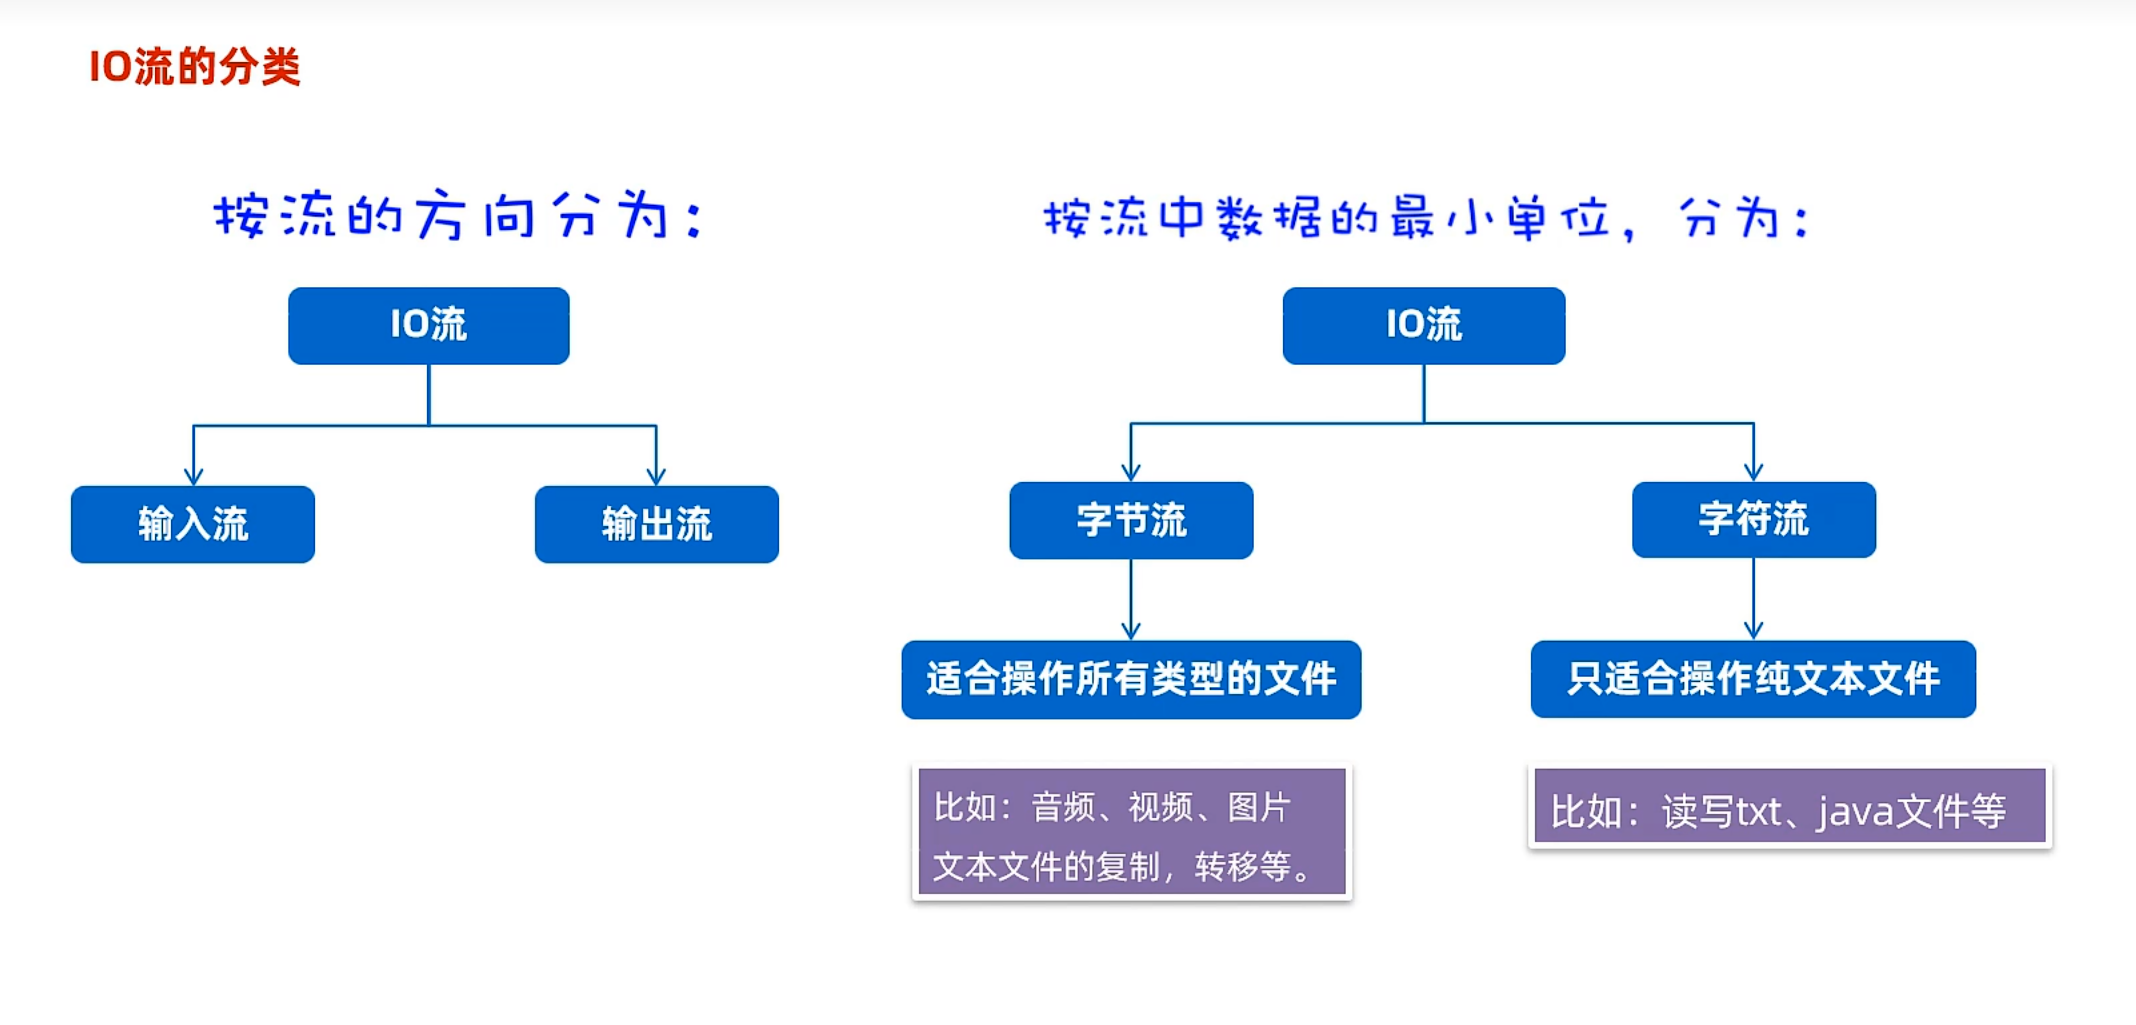 IO流的分类
按流的方向分为：
IO流
输入流
输出流
按流中数据的最小单位，分为：
IO流
字节流
字符流
适合操作所有类型的文件
只适合操作纯文本文件
比如：音频、视频、图片
文本文件的复制，转移等。
比如：读写txt、java文件等